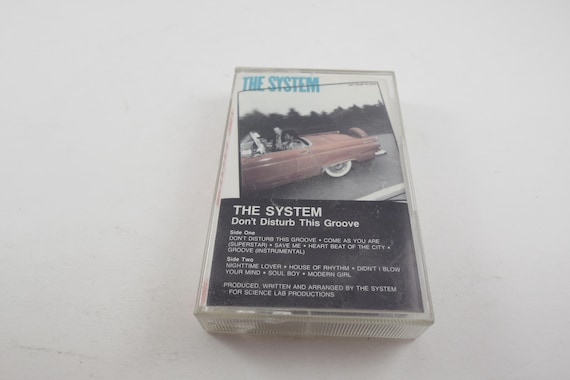 THE SYSTEM
THE SYSTEM
Don't Disturb This Groove
Side One
DON'T DISTURB THIS GROOVE • COME AS YOU ARE
(SUPERSTAR) • SAVE ME • HEART BEAT OF THE CITY •
GROOVE (INSTRUMENTAL)
Side Two
NIGHTTIME LOVER • HOUSE OF RHYTHM • DIDN'T I BLOW
YOUR MIND • SOUL BOY • MODERN GIRL
PRODUCED, WRITTEN AND ARRANGED BY THE SYSTEM
FOR SCIENCE LAB PRODUCTIONS